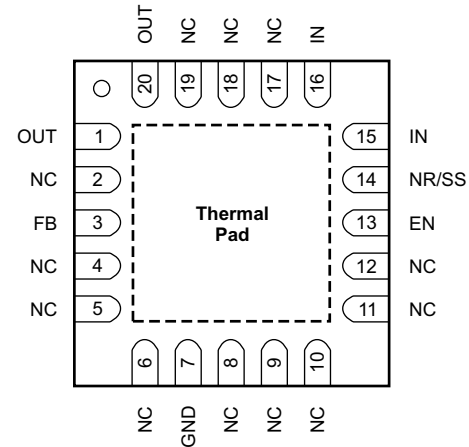 OUT NC NC NC IN
20 19 18 17 16
OUT 1 15 IN
NC 2 14 NR/SS
FB 3 13 EN
NC 4 12 NC
NC 5 11 NC
Thermal
Pad
6 7 8 9 10
NC GND NC NC NC